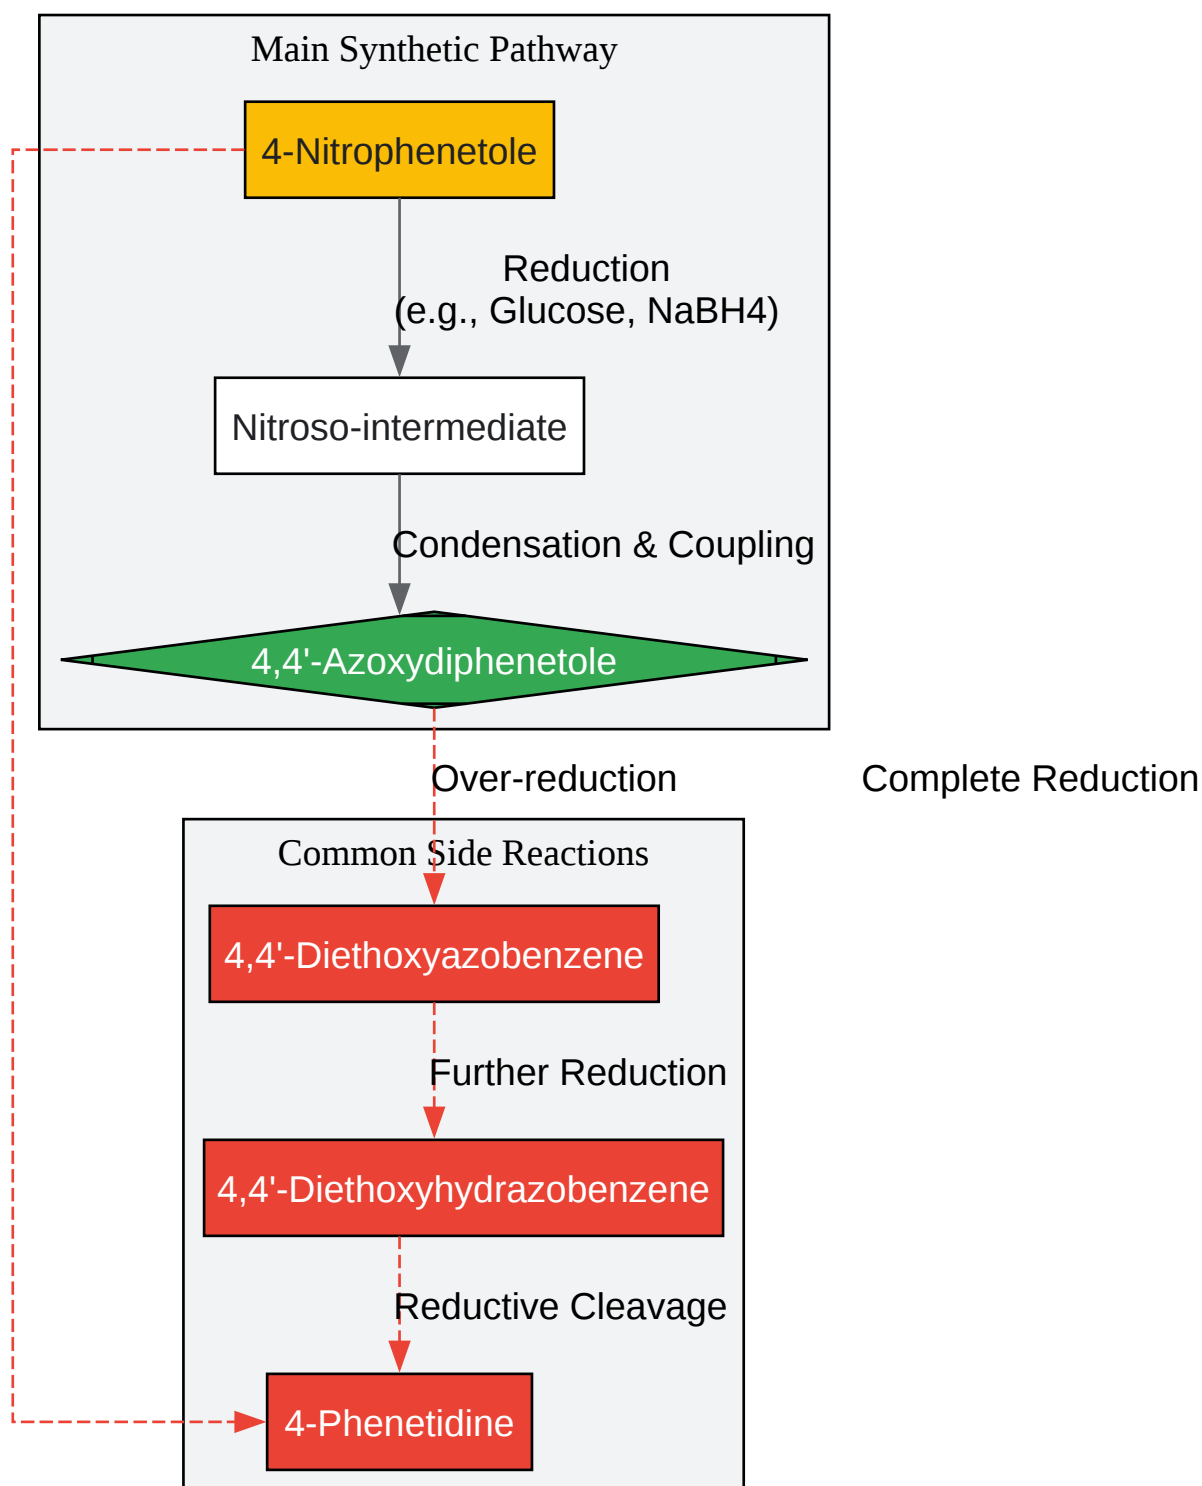 Main Synthetic Pathway
4-Nitrophenetole
Reduction
(e.g., Glucose, NaBH4)
Nitroso-intermediate
Condensation & Coupling
4,4'-Azoxydiphenetole
Over-reduction
Complete Reduction
Common Side Reactions
4,4'-Diethoxyazobenzene
Further Reduction
4,4'-Diethoxyhydrazobenzene
Reductive Cleavage
4-Phenetidine